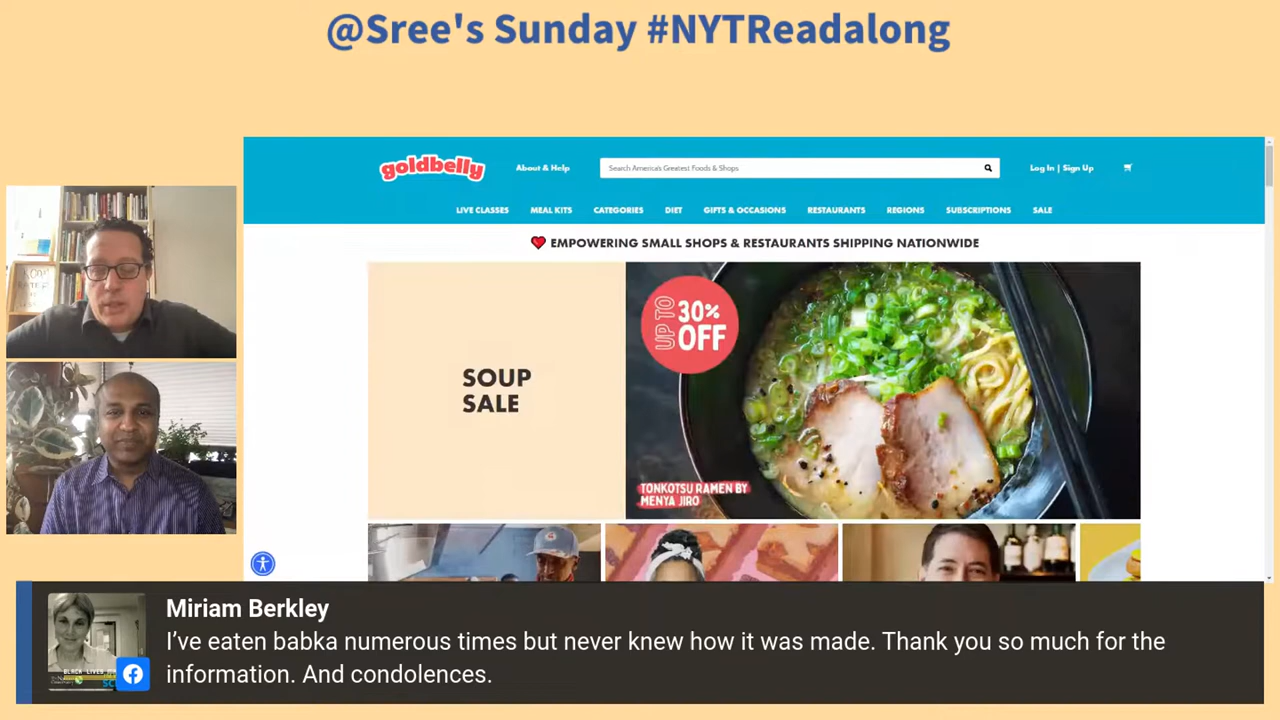 @Sree's Sunday #NYTReadalong
goldbelly
About & Help
Search America's Greatest Foods & Shops
Log In | Sign Up
LIVE CLASSES MEAL KITS CATEGORIES DIET GIFTS & OCCASIONS RESTAURANTS REGIONS SUBSCRIPTIONS SALE
EMPOWERING SMALL SHOPS & RESTAURANTS SHIPPING NATIONWIDE
UP TO
30%
OFF
SOUP
SALE
TONKOTSU RAMEN BY
MENYA JIRO
Miriam Berkley
I've eaten babka numerous times but never knew how it was made. Thank you so much for the
information. And condolences.
BLACK LIVES